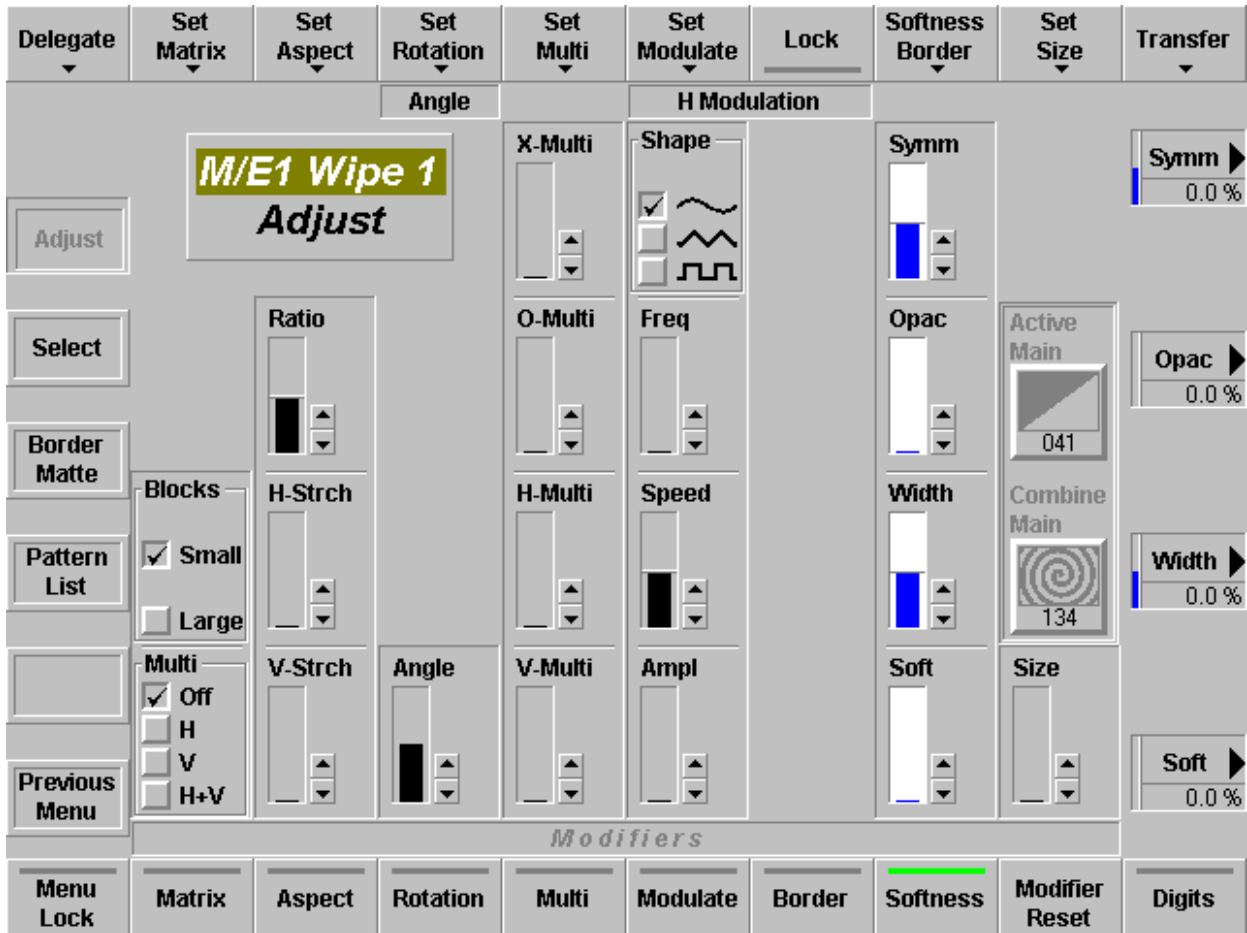 Delegate
Set
Matrix
Set
Aspect
Set
Rotation
Set
Multi
Set
Modulate
Lock
Softness
Border
Set
Size
Transfer
Angle
H Modulation
M/E1 Wipe 1
Adjust
Adjust
Select
Border
Matte
Pattern
List
Previous
Menu
Blocks
Small
Large
Multi
Off
H
V
H+V
Ratio
H-Strch
V-Strch
Angle
X-Multi
O-Multi
H-Multi
V-Multi
Shape
Freq
Speed
Ampl
Symm
Opac
Width
Soft
Active
Main
041
Combine
Main
134
Size
Symm
0.0 %
Opac
0.0 %
Width
0.0 %
Soft
0.0 %
Modifiers
Menu
Lock
Matrix
Aspect
Rotation
Multi
Modulate
Border
Softness
Modifier
Reset
Digits